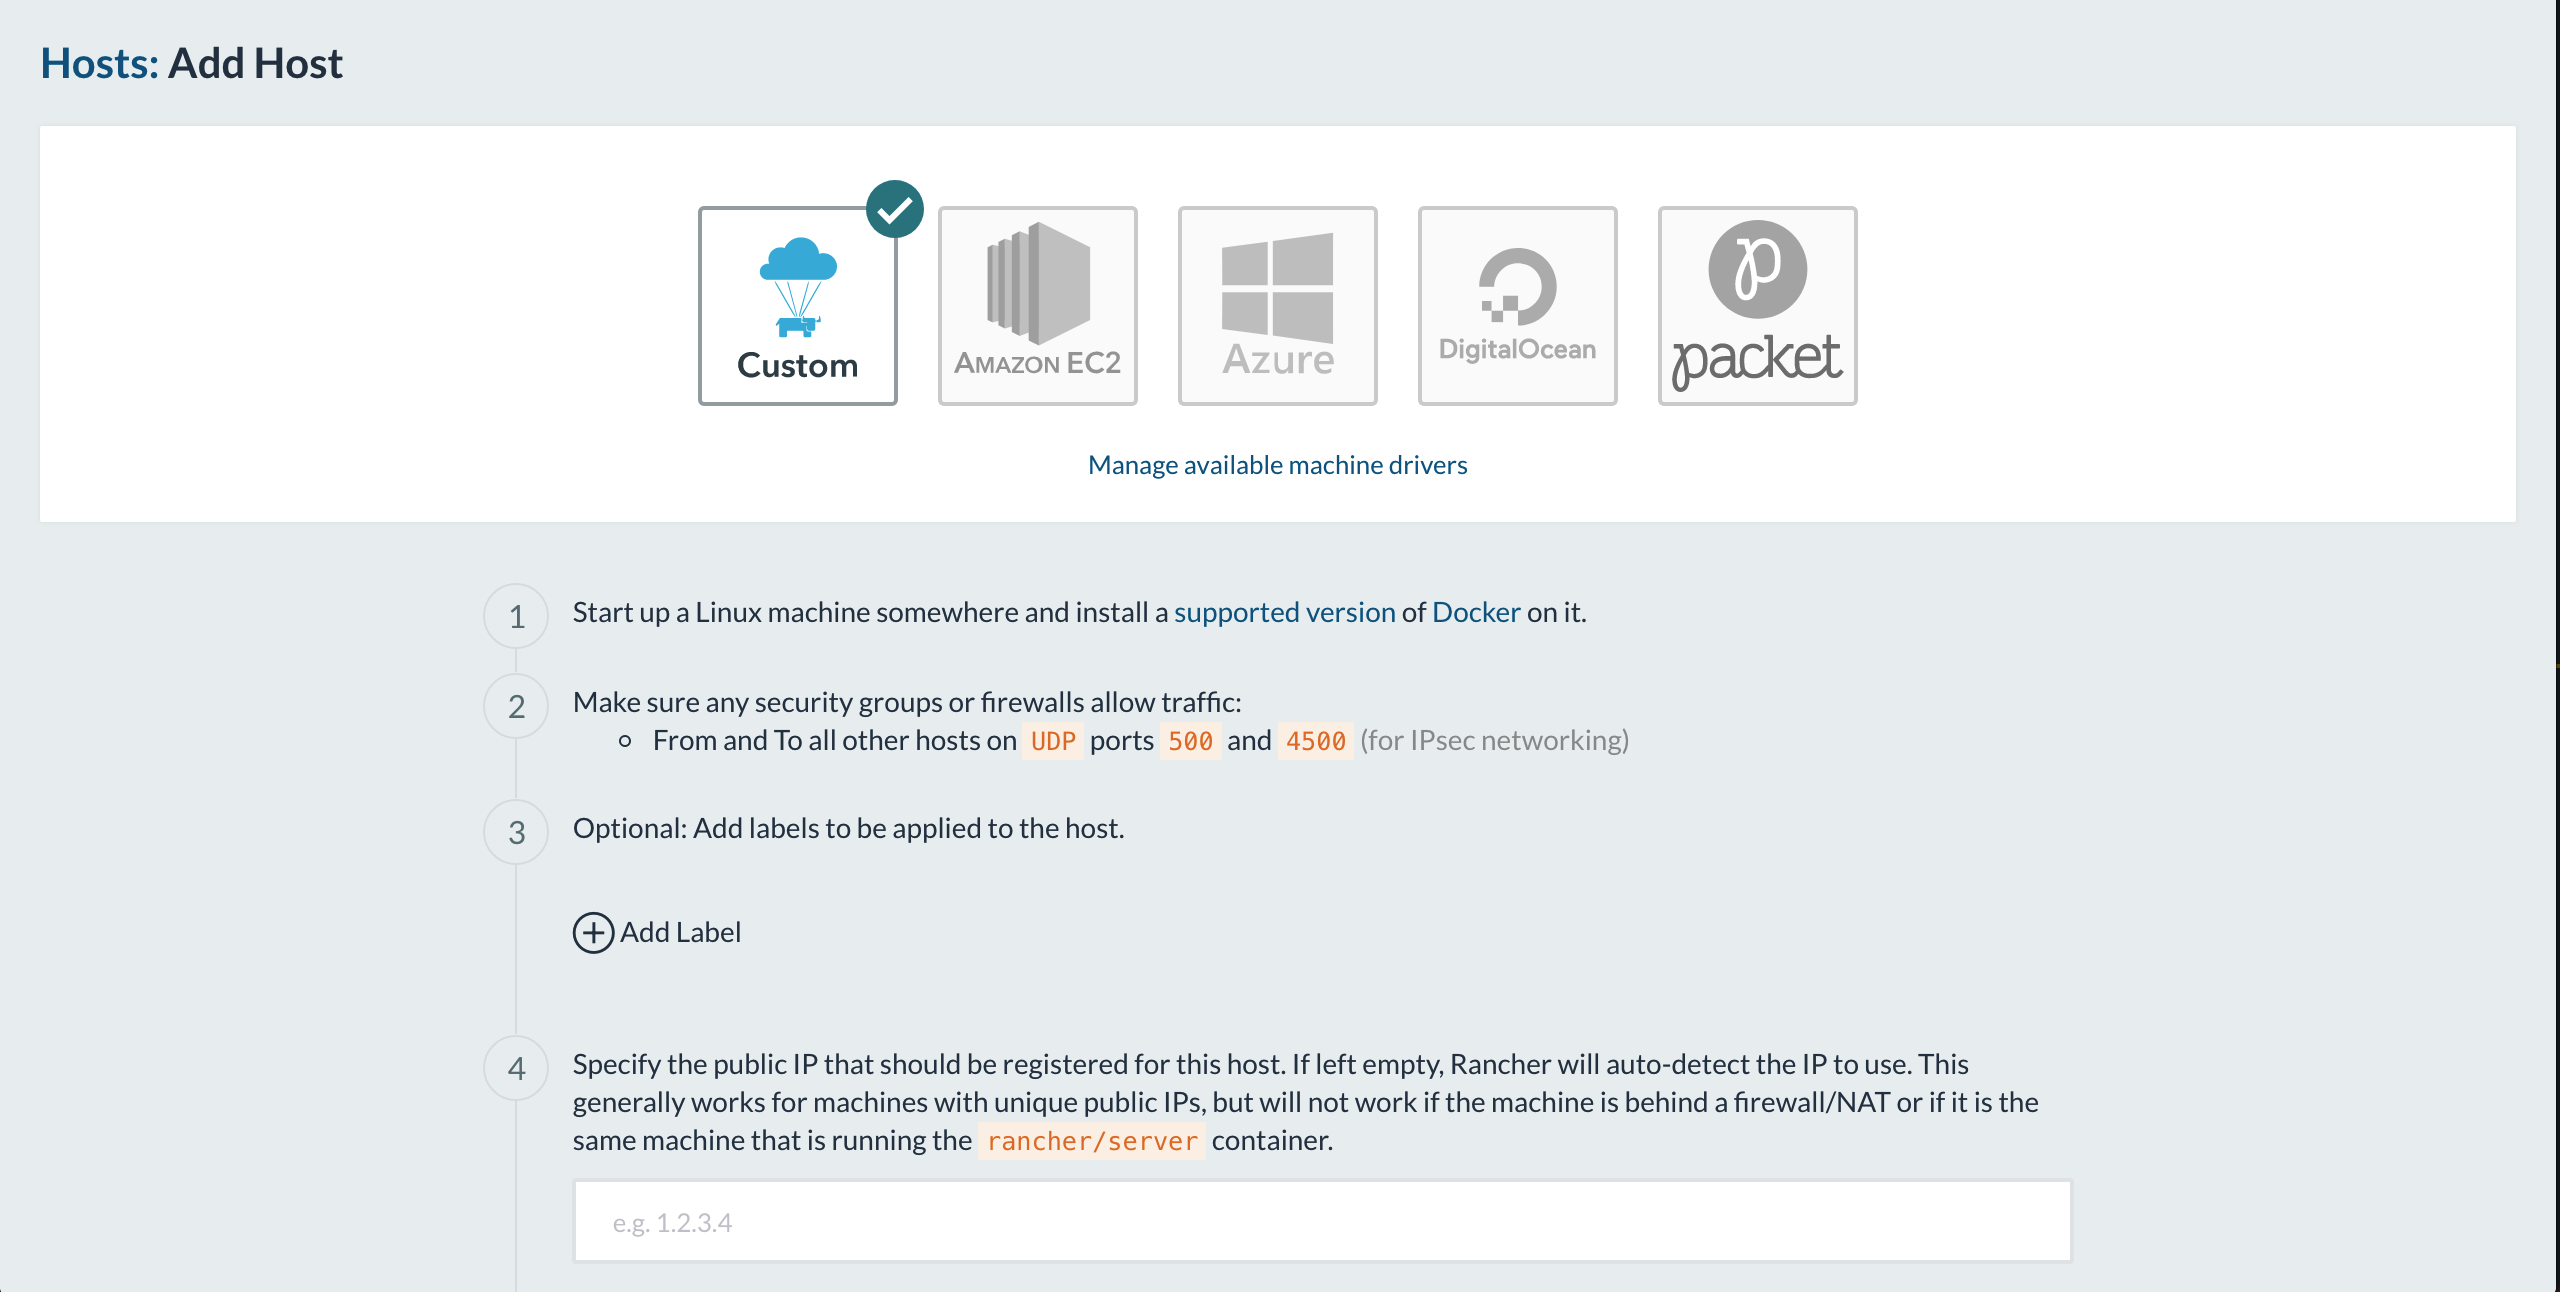 Hosts: Add Host
Custom
AMAZON EC2
Azure
DigitalOcean
p
packet
Manage available machine drivers
1
Start up a Linux machine somewhere and install a supported version of Docker on it.
2
Make sure any security groups or firewalls allow traffic:
From and To all other hosts on UDP ports 500 and 4500 (for IPsec networking)
3
Optional: Add labels to be applied to the host.
Add Label
4
Specify the public IP that should be registered for this host. If left empty, Rancher will auto-detect the IP to use. This
generally works for machines with unique public IPs, but will not work if the machine is behind a firewall/NAT or if it is the
same machine that is running the rancher/server container.
e.g. 1.2.3.4